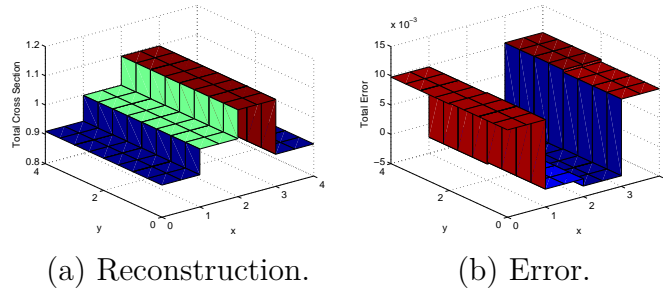 1.2
1.1
1
0.9
0.8
4
2
0
0
1
2
3
4
Total Cross Section
y
x
x 10⁻³
15
10
5
0
−5
4
2
0
0
1
2
3
4
Total Error
y
x
(a) Reconstruction.
(b) Error.